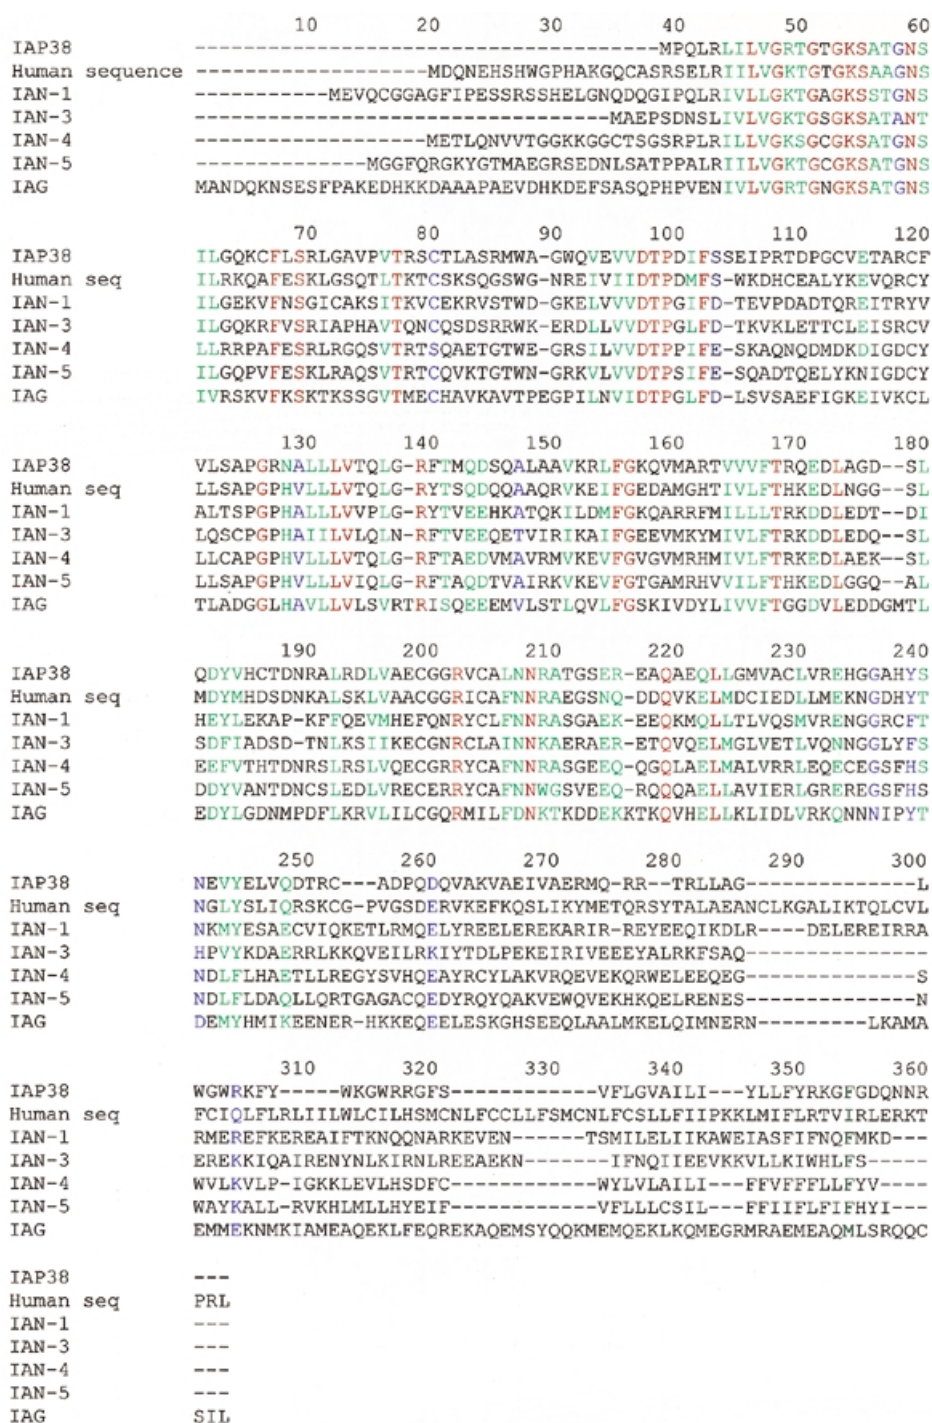 10 20 30 40 50 60
IAP38 --------------------------------------MPQLRLILVGRTGTGKSATGNS
Human sequence -------------------MDQNEHSHWGPHAKGQCASRSELRIILVGKTGTGKSAAGNS
IAN-1 -----------MEVQCGGAGFIPESSRSSHELGNQDQGIPQLRIVLLGKTGAGKSSTGNS
IAN-3 ----------------------------------MAEPSDNSLIVLVGKTGSGKSATANT
IAN-4 -------------------METLQNVVTGGKKGGCTSGSRPLRILLVGKSGCGKSATGNS
IAN-5 --------------MGGFQRGKYGTMAEGRSEDNLSATPPALRIILVGKTGCGKSATGNS
IAG MANDQKNSESFPAKEDHKKDAAAPAEVDHKDEFSASQPHPVENIVLVGRTGNGKSATGNS
70 80 90 100 110 120
IAP38 ILGQKCFLSRLGAVPVTRSCTLASRMWA-GWQVEVVDTPDIFSSEIPRTDPGCVETARCF
Human seq ILRKQAFESKLGSQTLTKTCSKSQGSWG-NREIVIIDTPDMFS-WKDHCEALYKEVQRCY
IAN-1 ILGEKVFNSGICAKSITKVCEKRVSTWD-GKELVVVDTPGIFD-TEVPDADTQREITRYV
IAN-3 ILGQKRFVSRIAPHAVTQNCQSDSRRWK-ERDLLVVDTPGLFD-TKVKLETTCLEISRCV
IAN-4 LLRRPAFESRLRGQSVTRTSQAETGTWE-GRSILVVDTPPIFE-SKAQNQDMDKDIGDCY
IAN-5 ILGQPVFESKLRAQSVTRTCQVKTGTWN-GRKVLVVDTPSIFE-SQADTQELYKNIGDCY
IAG IVRSKVFKSKTKSSGVTMECHAVKAVTPEGPILNVIDTPGLFD-LSVSAEFIGKEIVKCL
130 140 150 160 170 180
IAP38 VLSAPGRNALLLVTQLG-RFTMQDSQALAAVKRLFGKQVMARTVVVFTRQEDLAGD--SL
Human seq LLSAPGPHVLLLVTQLG-RYTSQDQQAAQRVKEIFGEDAMGHTIVLFTHKEDLNGG--SL
IAN-1 ALTSPGPHALLLVVPLG-RYTVEEHKATQKILDMFGKQARRFMILLLTRKDDLEDT--DI
IAN-3 LQSCPGPHAIILVLQLN-RFTVEEQETVIRIKAIFGEEVMKYMIVLFTRKDDLEDQ--SL
IAN-4 LLCAPGPHVLLLVTQLG-RFTAEDVMAVRMVKEVFGVGVMRHMIVLFTRKEDLAEK--SL
IAN-5 LLSAPGPHVLLLVIQLG-RFTAQDTVAIRKVKEVFGTGAMRHVVILFTHKEDLGGQ--AL
IAG TLADGGLHAVLLVLSVRTRISQEEEMVLSTLQVLFGSKIVDYLIVVFTGGDVLEDDGMTL
190 200 210 220 230 240
IAP38 QDYVHCTDNRALRDLVAECGGRVCALNNRATGSER-EAQAEQLLGMVACLVREHGGAHYS
Human seq MDYMHDSDNKALSKLVAACGGRICAFNNRAEGSNQ-DDQVKELMDCIEDLLMEKNGDHYT
IAN-1 HEYLEKAP-KFFQEVMHEFQNRYCLFNNRASGAEK-EEQKMQLLTLVQSMVRENGGRCFT
IAN-3 SDFIADSD-TNLKSIIKECGNRCLAINNKAERAER-ETQVQELMGLVETLVQNNGGLYFS
IAN-4 EEFVTHTDNRSLRSLVQECGRRYCAFNNRASGEEQ-QGQLAELMALVRRLEQECEGSFHS
IAN-5 DDYVANTDNCSLEDLVRECERRYCAFNNWGSVEEQ-RQQQAELLAVIERLGREREGSFHS
IAG EDYLGDNMPDFLKRVLILCGQRMILFDNKTKDDEKKTKQVHELLKLIDLVRKQNNNIPYT
250 260 270 280 290 300
IAP38 NEVYELVQDTRC---ADPQDQVAKVAEIVAERMQ-RR--TRLLAG--------------L
Human seq NGLYSLIQRSKCG-PVGSDERVKEFKQSLIKYMETQRSYTALAEANCLKGALIKTQLCVL
IAN-1 NKMYESAECVIQKETLRMQELYREELEREKARIR-REYEEQIKDLR----DELEREIRRA
IAN-3 HPVYKDAERRLKKQVEILRKIYTDLPEKEIRIVEEEYALRKFSAQ---------------
IAN-4 NDLFLHAETLLREGYSVHQEAYRCYLAKVRQEVEKQRWELEEQEG--------------S
IAN-5 NDLFLDAQLLQRTGAGACQEDYRQYQAKVEWQVEKHKQELRENES--------------N
IAG DEMYHMIKEENER-HKKEQEELESKGHSEEQLAALMKELQIMNERN---------LKAMA
310 320 330 340 350 360
IAP38 WGWRKFY-----WKGWRRGFS------------VFLGVAILI---YLLFYRKGFGDQNNR
Human seq FCIQLFLRLIILWLCILHSMCNLFCCLLFSMCNLFCSLLFIIPKKLMIFLRTVIRLERKT
IAN-1 RMEREFKEREAIFTKNQQNARKEVEN-------TSMILELIIKAWEIASFIFNQFMKD---
IAN-3 EREKKIQAIRENYNLKIRNLREEAEKN-------IFNQIIEEVKKVLLKIWHLFS-----
IAN-4 WVLKVLP-IGKKLEVLHSDFC------------WYLVLAILI---FFVFFFLLFYV----
IAN-5 WAYKALL-RVKHLMLLHYEIF------------VFLLLCSIL---FFIIFLFIFHYI---
IAG EMMEKNMKIAMEAQEKLFEQREKAQEMSYQQKMEMQEKLKQMEGRMRAEMEAQMLSRQQC
IAP38 ---
Human seq PRL
IAN-1 ---
IAN-3 ---
IAN-4 ---
IAN-5 ---
IAG SIL